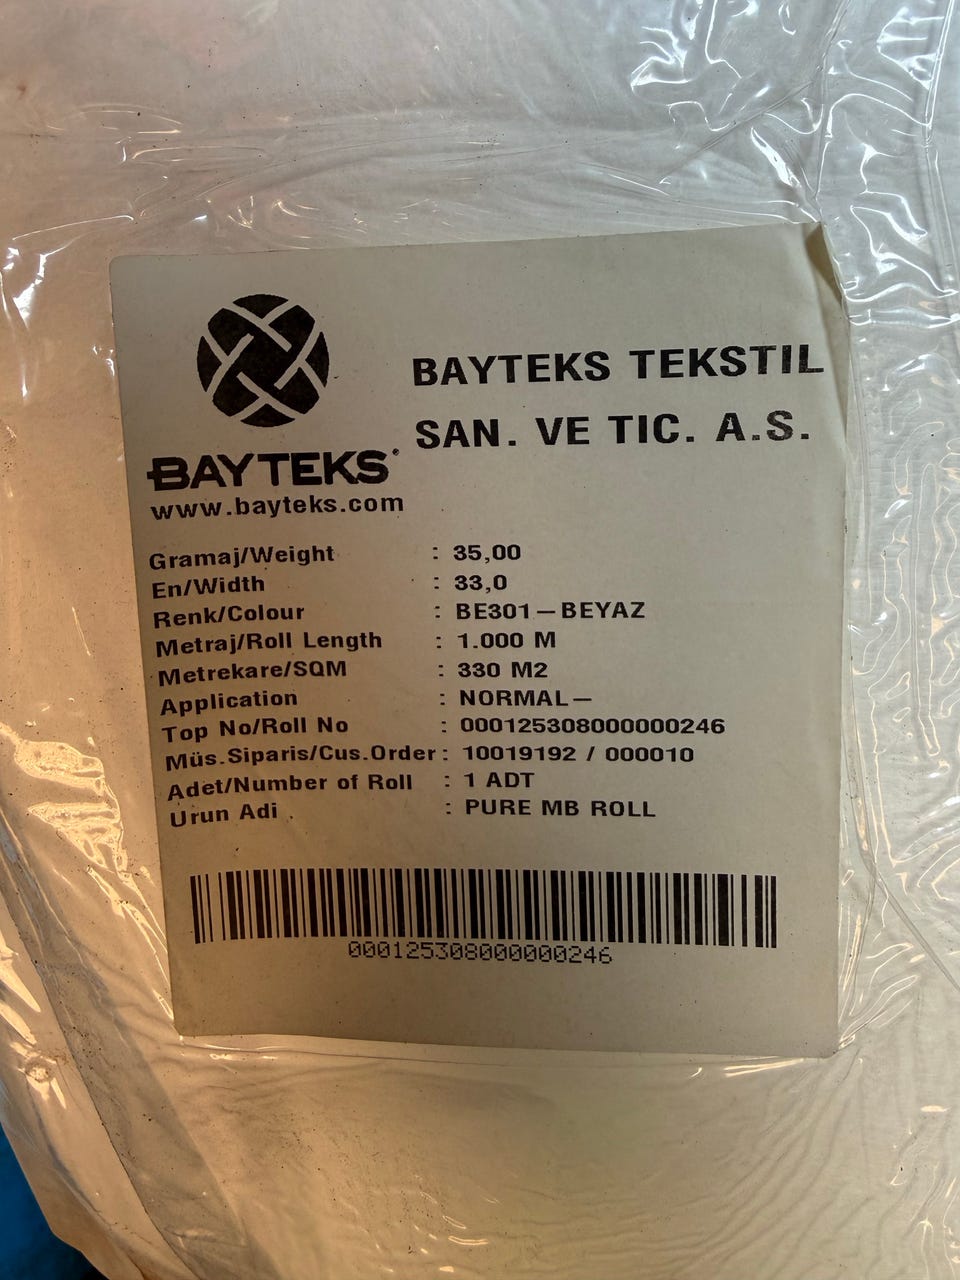 BAYTEKS TEKSTIL
SAN. VE TIC. A.S.
BAYTEKS
www.bayteks.com
Gramaj/Weight : 35,00
En/Width : 33,0
Renk/Colour : BE301-BEYAZ
Metraj/Roll Length : 1.000 M
Metrekare/SQM : 330 M2
Application : NORMAL-
Top No/Roll No : 000125308000000246
Müs.Siparis/Cus.Order : 10019192 / 000010
Adet/Number of Roll : 1 ADT
Urun Adi : PURE MB ROLL
000125308000000246